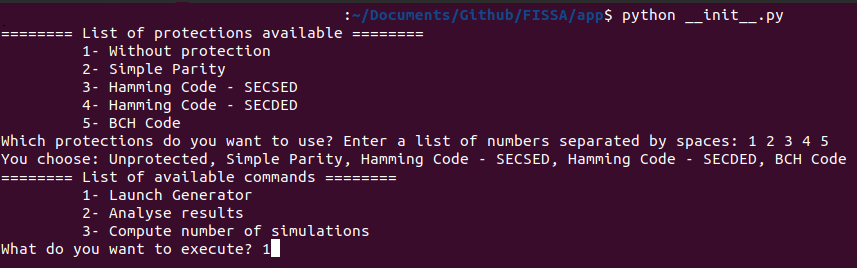 :~/Documents/Github/FISSA/app$ python __init__.py
======== List of protections available ========
1- Without protection
2- Simple Parity
3- Hamming Code - SECSED
4- Hamming Code - SECDED
5- BCH Code
Which protections do you want to use? Enter a list of numbers separated by spaces: 1 2 3 4 5
You choose: Unprotected, Simple Parity, Hamming Code - SECSED, Hamming Code - SECDED, BCH Code
======== List of available commands ========
1- Launch Generator
2- Analyse results
3- Compute number of simulations
What do you want to execute? 1